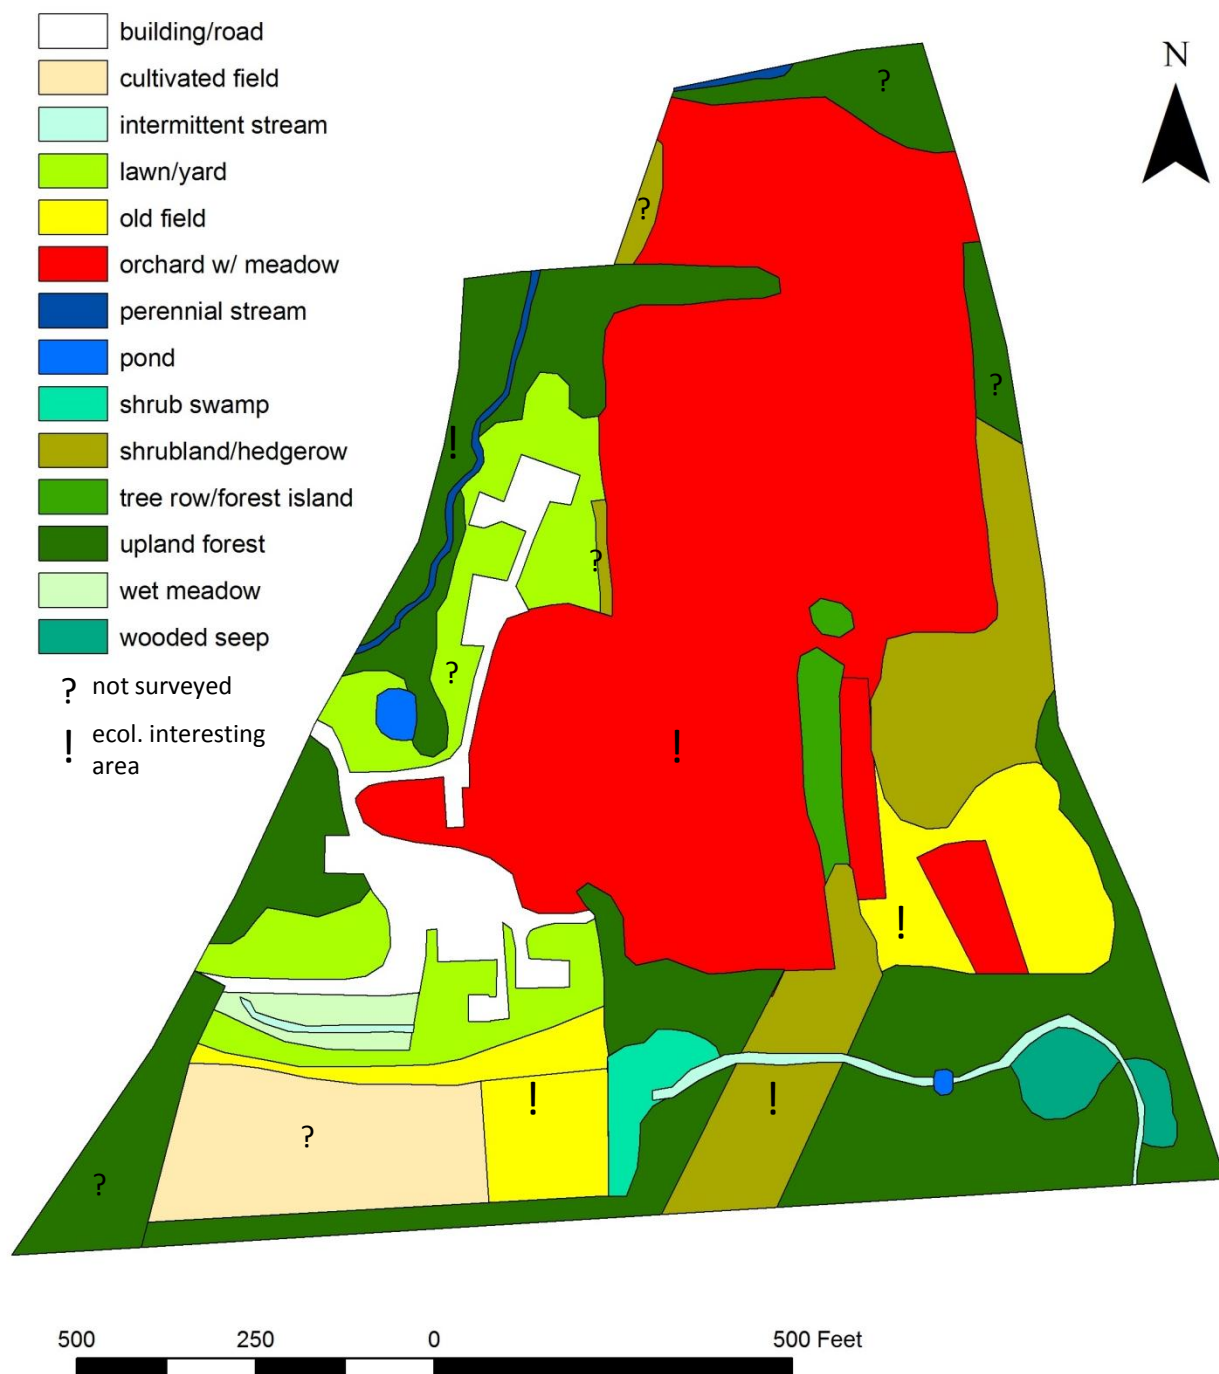 building/road
cultivated field
intermittent stream
lawn/yard
old field
orchard w/ meadow
perennial stream
pond
shrub swamp
shrubland/hedgerow
tree row/forest island
upland forest
wet meadow
wooded seep
? not surveyed
! ecol. interesting
area
N
?
?
?
!
?
?
!
!
!
!
?
?
500 250 0 500 Feet